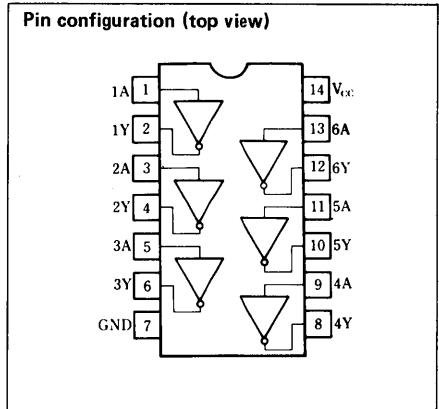 Pin configuration (top view)
1A 1 14 Vcc
1Y 2 13 6A
2A 3 12 6Y
2Y 4 11 5A
3A 5 10 5Y
3Y 6 9 4A
GND 7 8 4Y